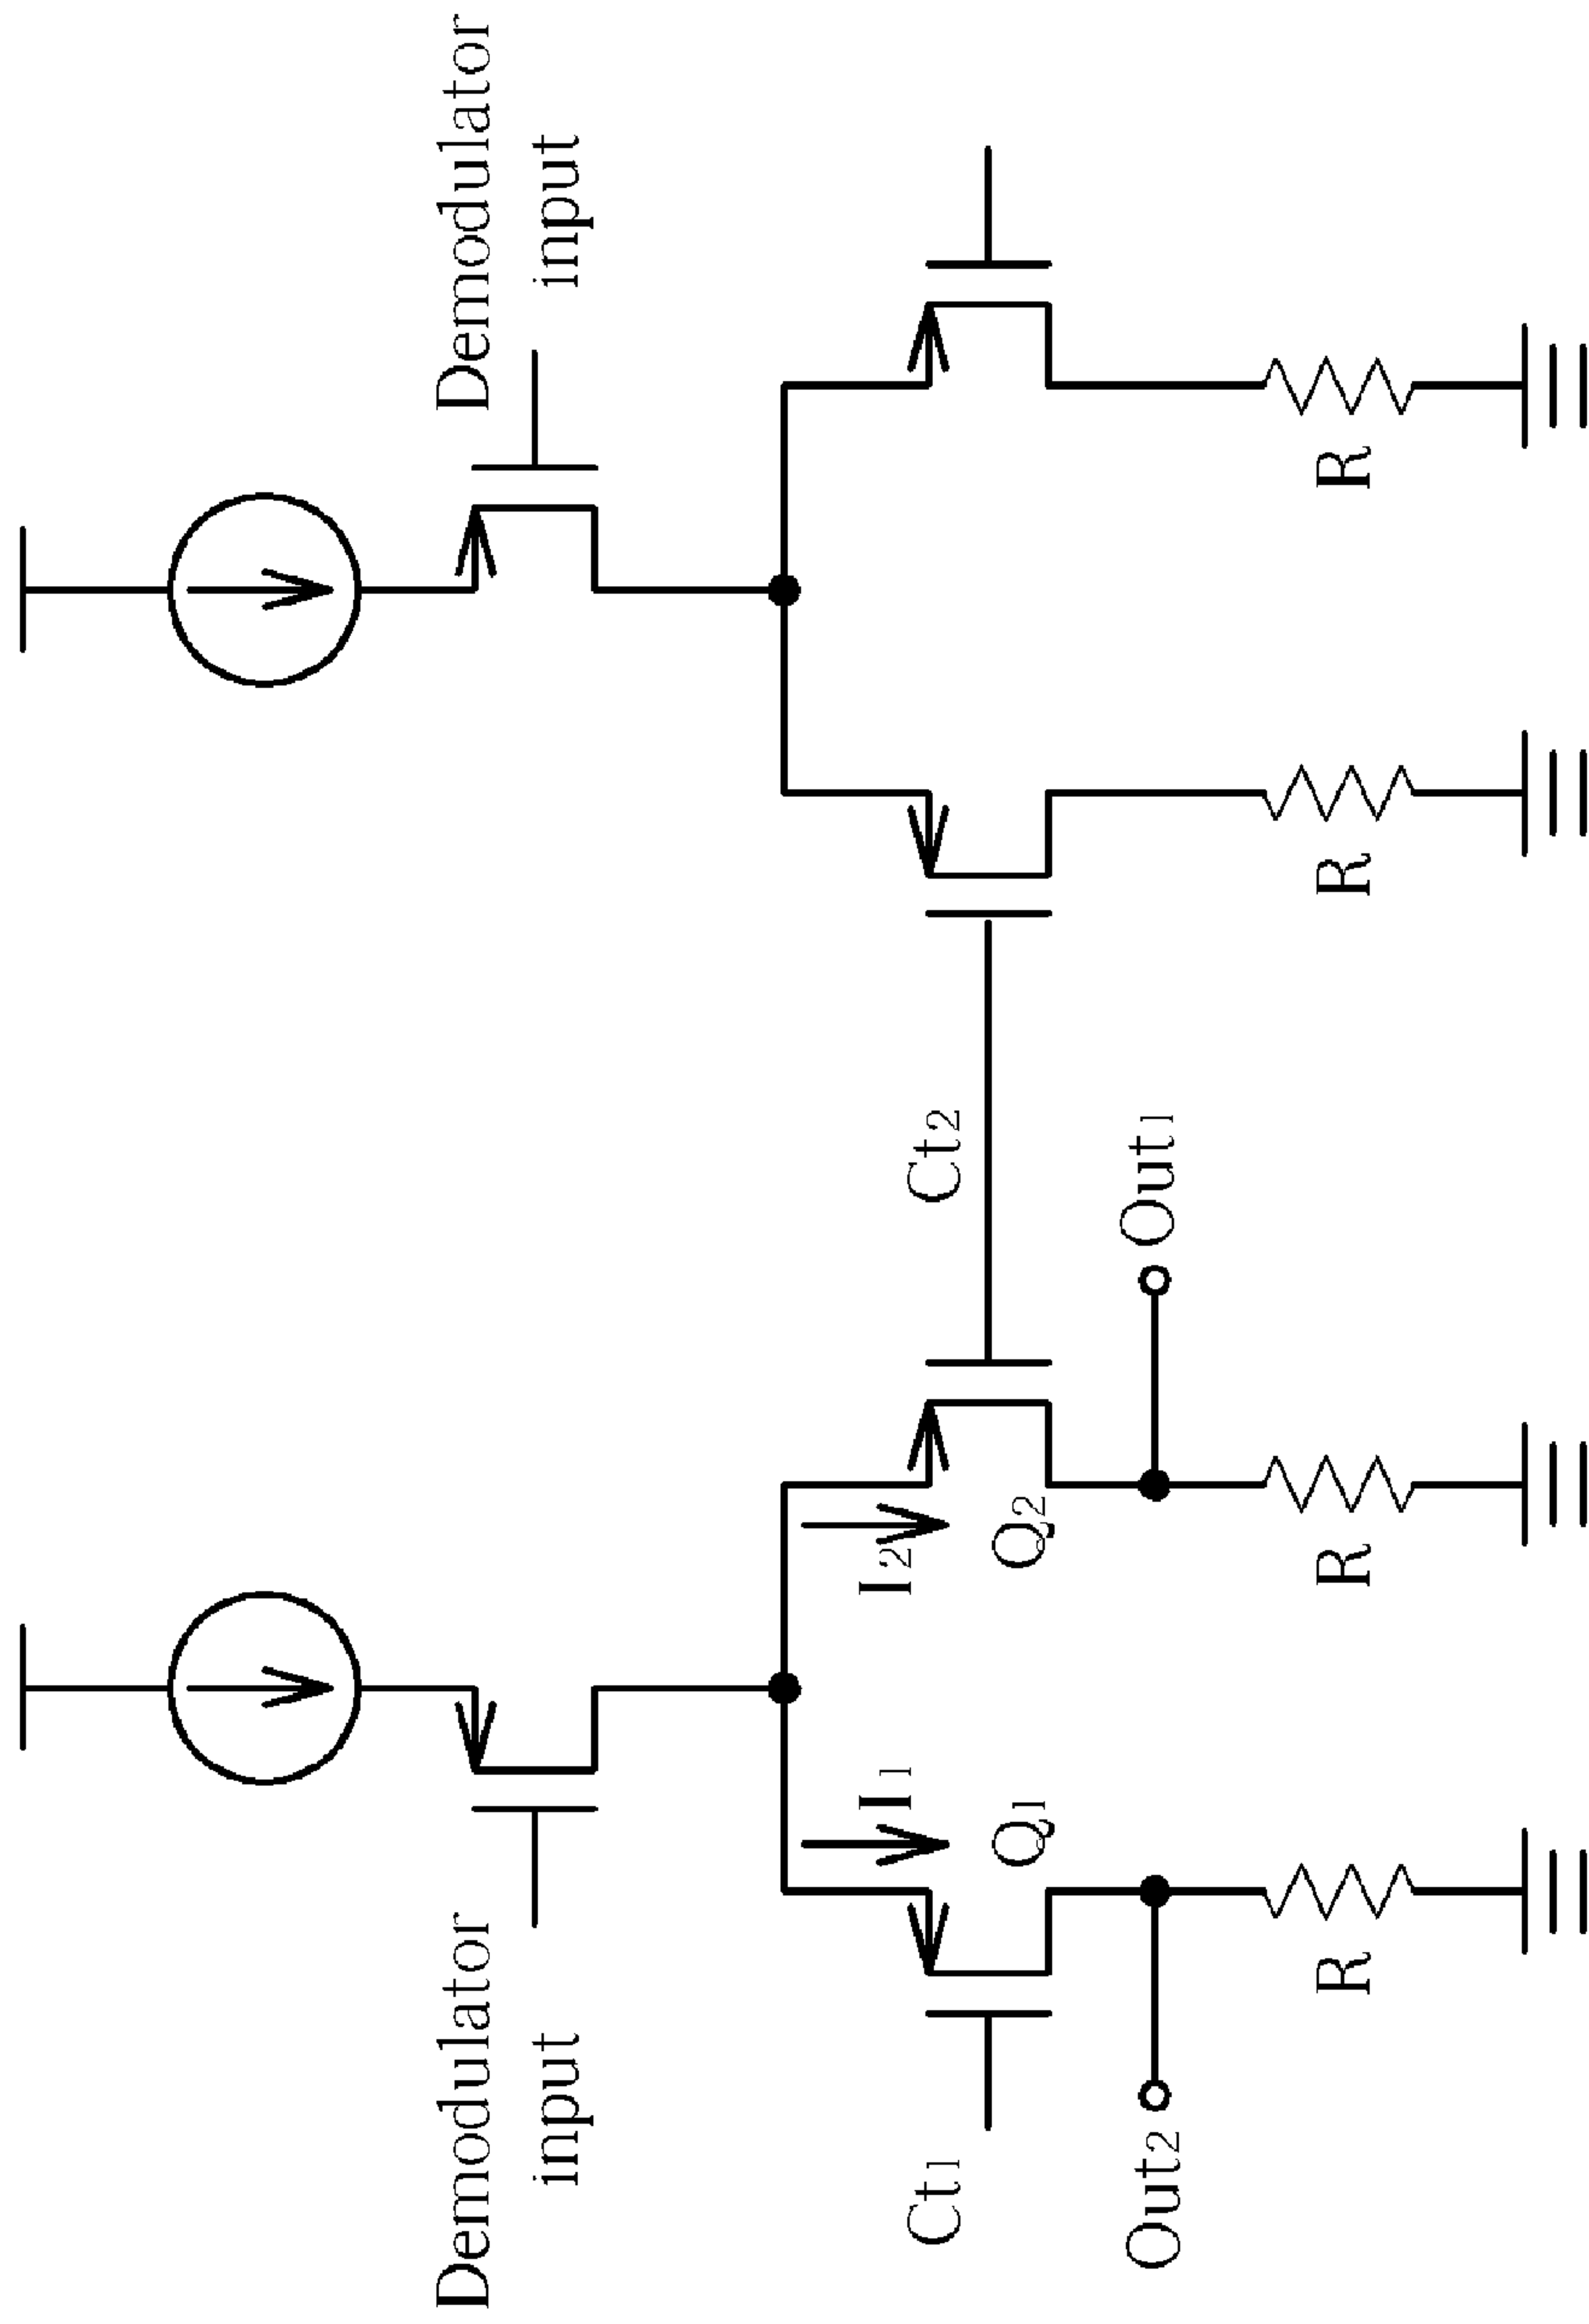 Demodulator
input
Demodulator
input
I1
I2
Ct1
Q1
Q2
Ct2
Out2
Out1
R
R
R
R